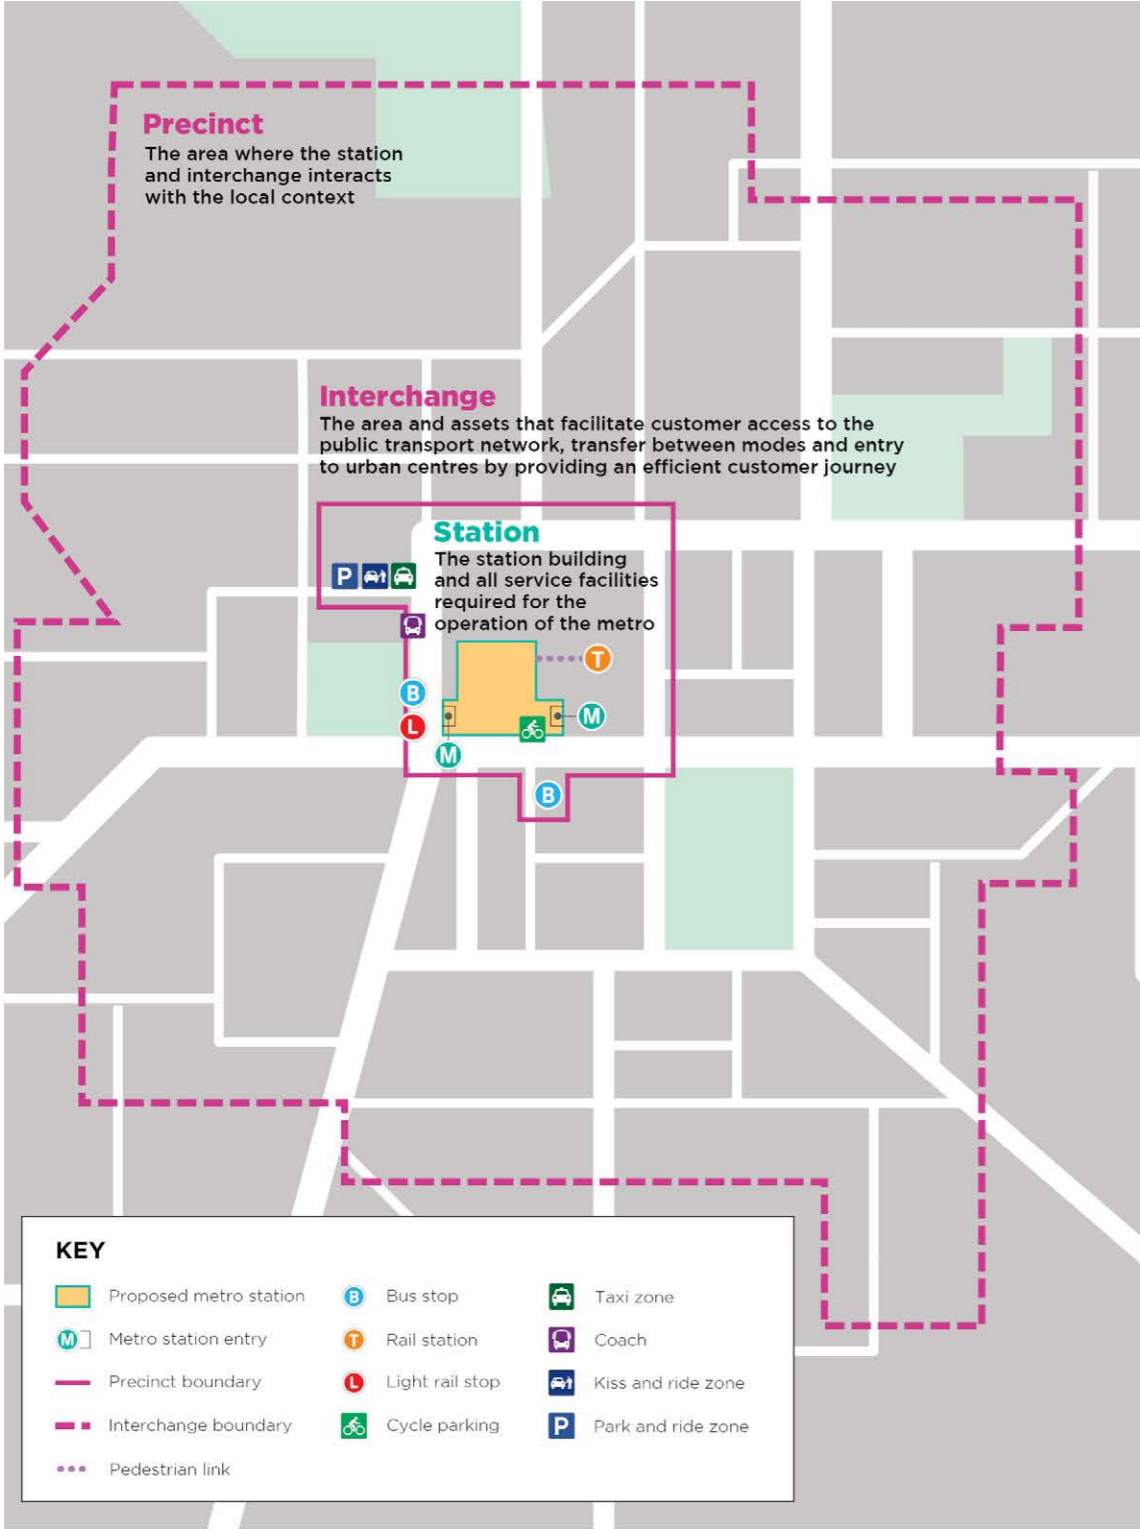 Precinct
The area where the station
and interchange interacts
with the local context
Interchange
The area and assets that facilitate customer access to the
public transport network, transfer between modes and entry
to urban centres by providing an efficient customer journey
Station
The station building
and all service facilities
required for the
operation of the metro
P
T
B
M
L
M
B
KEY
Proposed metro station
B Bus stop
Taxi zone
M Metro station entry
T Rail station
Coach
Precinct boundary
L Light rail stop
Kiss and ride zone
Interchange boundary
Cycle parking
P Park and ride zone
Pedestrian link